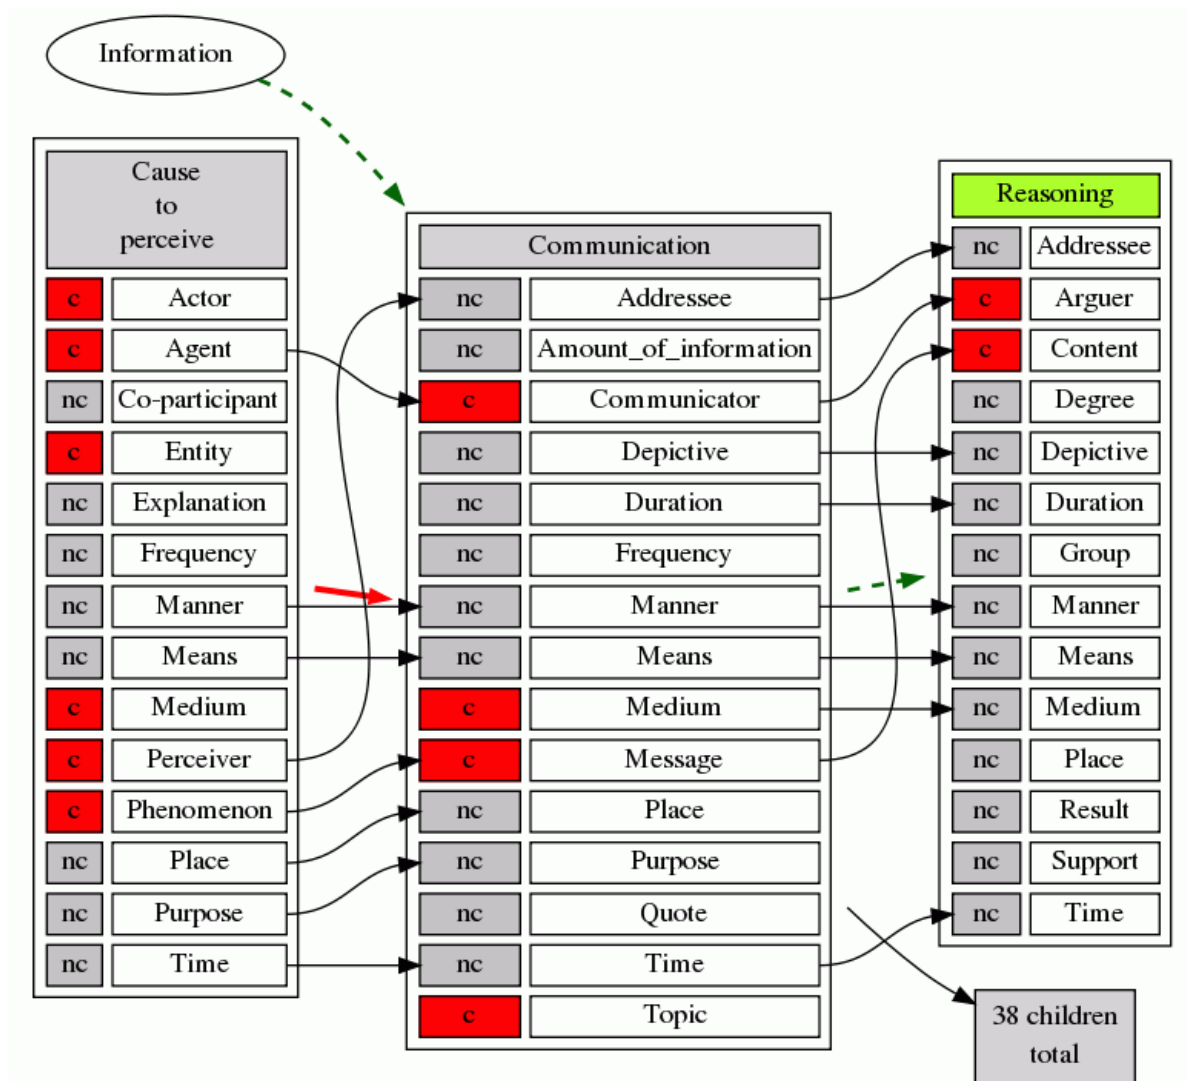 Information
Cause
to
perceive
c Actor
c Agent
nc Co-participant
c Entity
nc Explanation
nc Frequency
nc Manner
nc Means
c Medium
c Perceiver
c Phenomenon
nc Place
nc Purpose
nc Time
Communication
nc Addressee
nc Amount_of_information
c Communicator
nc Depictive
nc Duration
nc Frequency
nc Manner
nc Means
c Medium
c Message
nc Place
nc Purpose
nc Quote
nc Time
c Topic
Reasoning
nc Addressee
c Arguer
c Content
nc Degree
nc Depictive
nc Duration
nc Group
nc Manner
nc Means
nc Medium
nc Place
nc Result
nc Support
nc Time
38 children
total